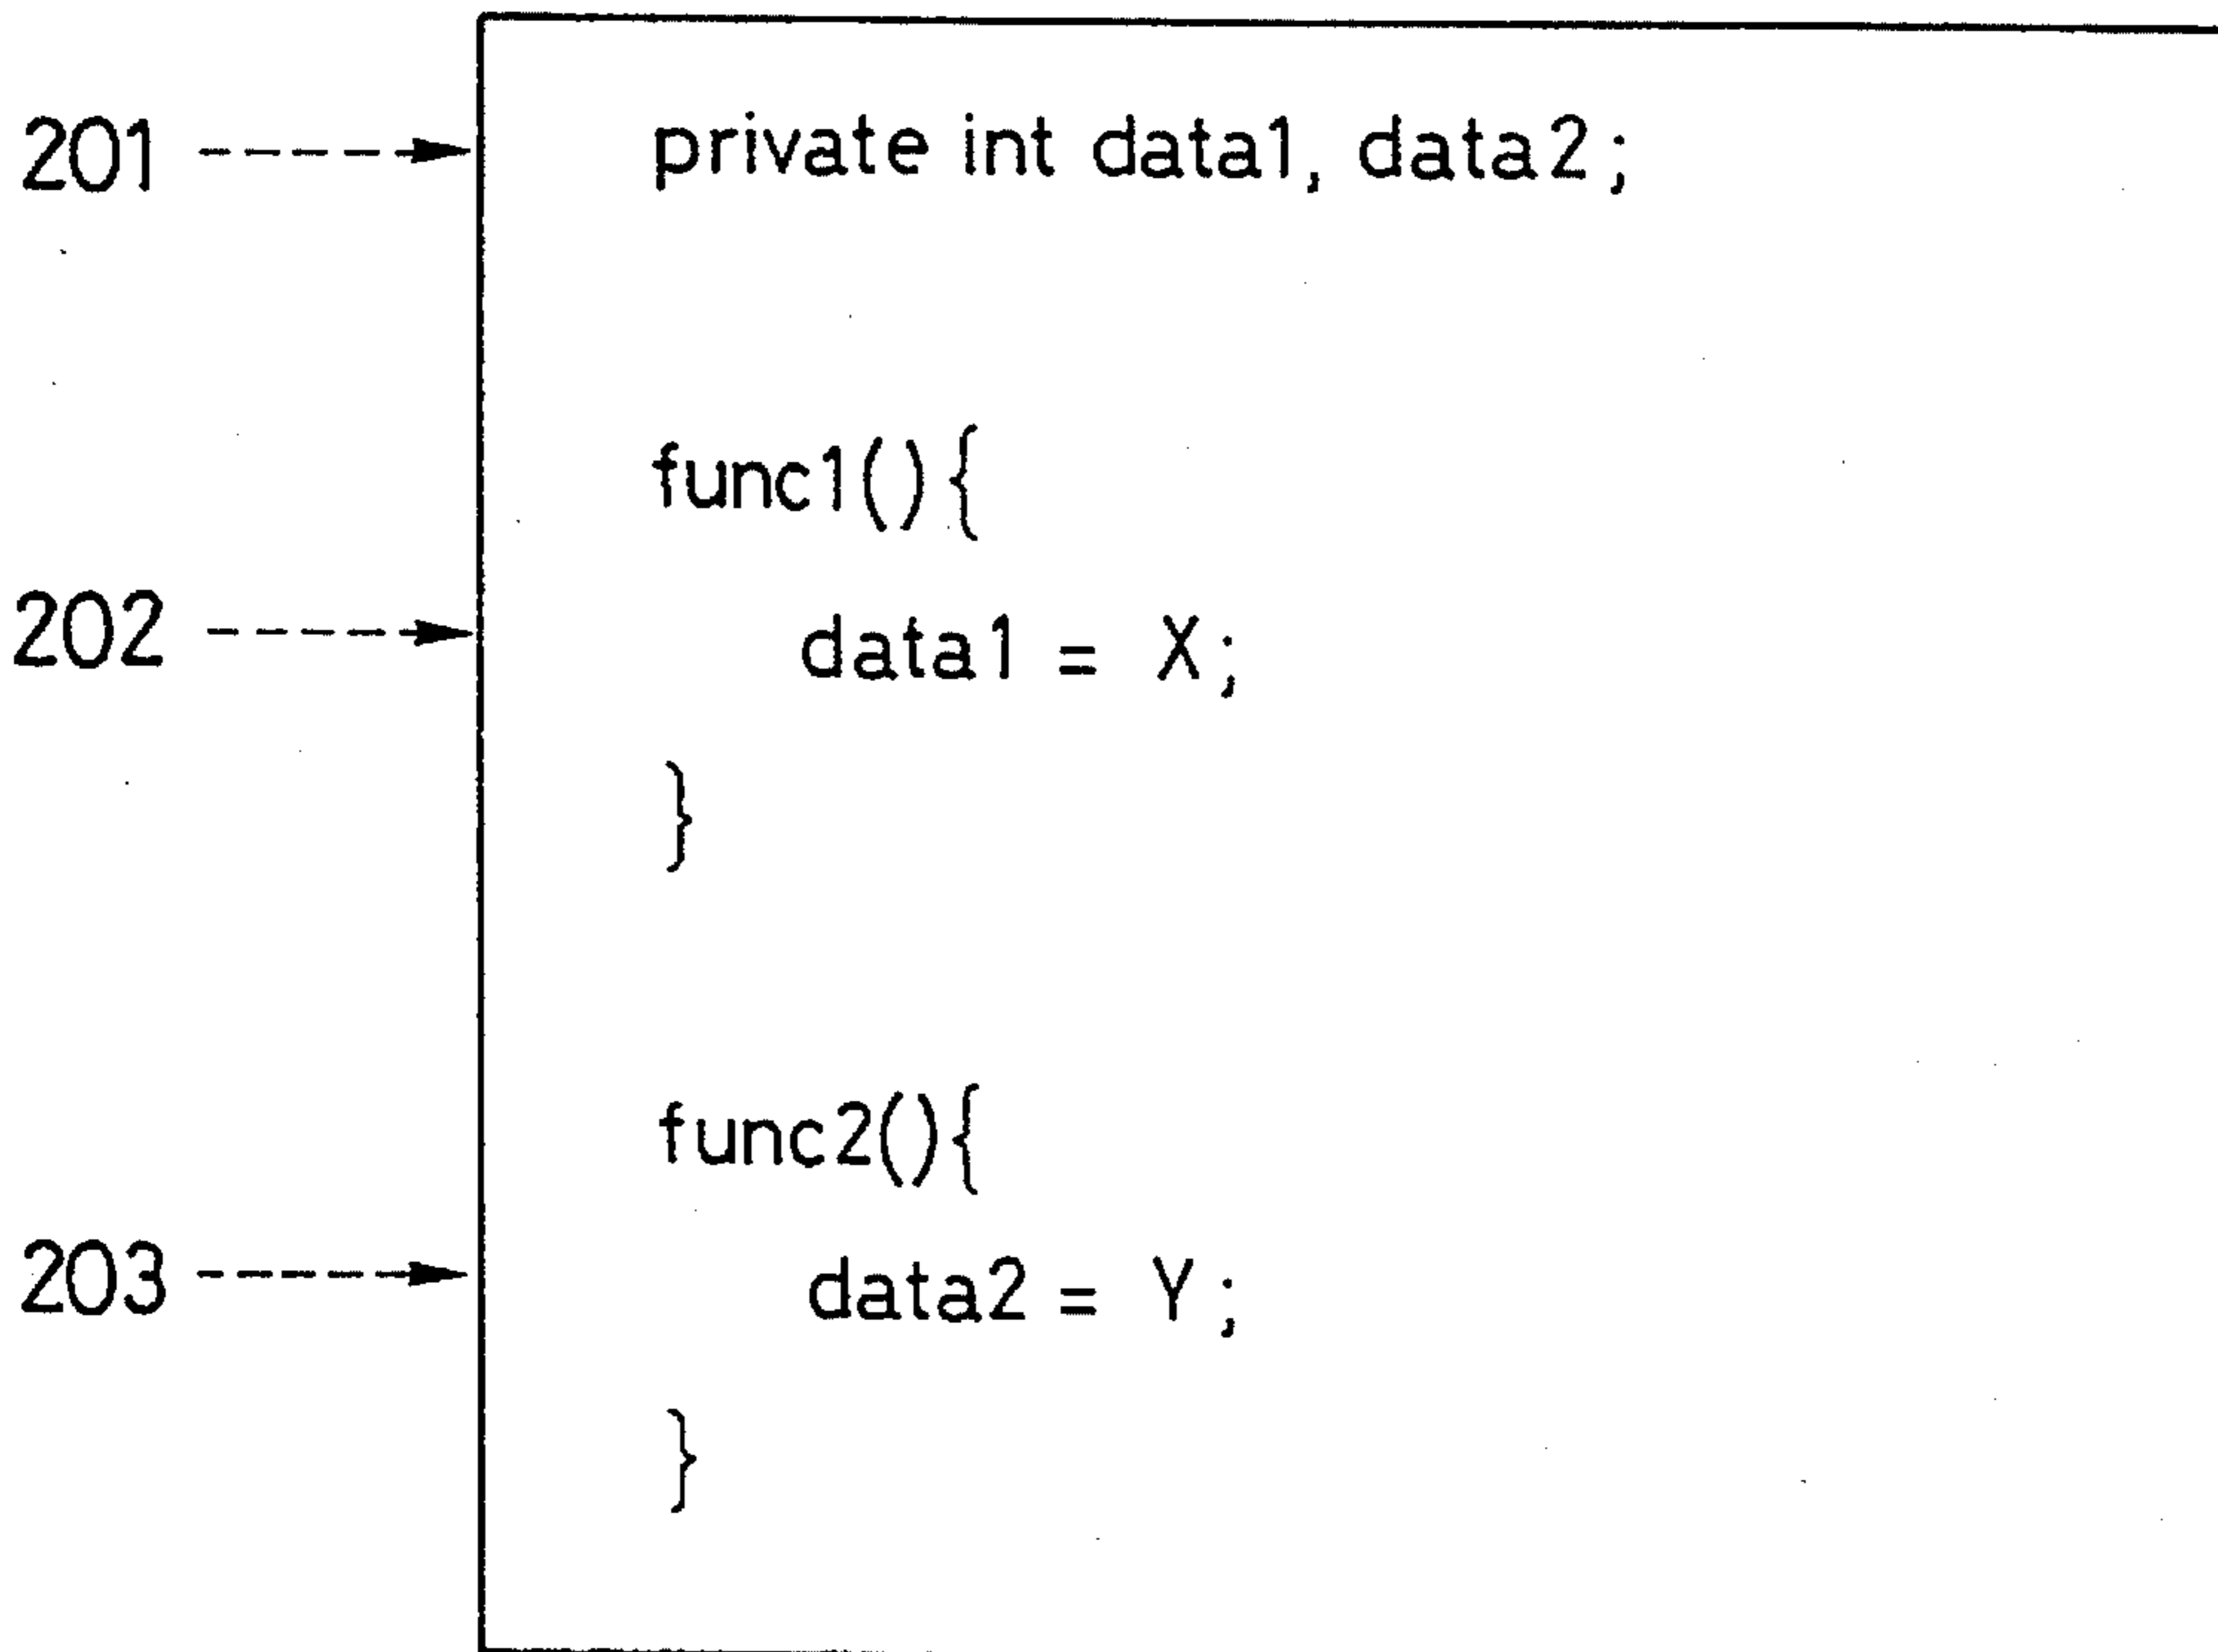 201 private int data1, data2;
func1(){
202 data1 = X;
}
func2(){
203 data2 = Y;
}